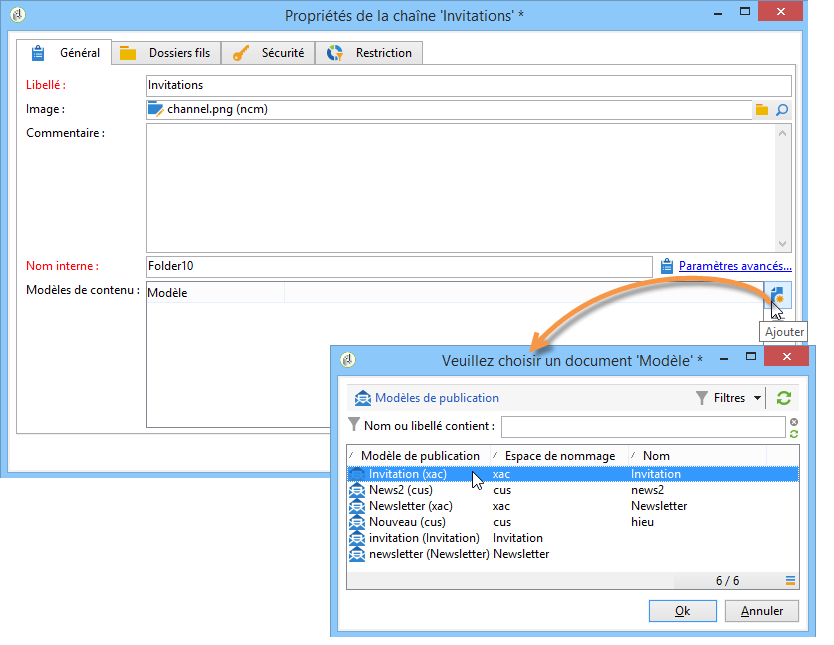 Propriétés de la chaîne 'Invitations' *
Général Dossiers fils Sécurité Restriction
Libellé : Invitations
Image : channel.png (ncm)
Commentaire :
Nom interne : Folder10 Paramètres avancés...
Modèles de contenu : Modèle
Ajouter
Veuillez choisir un document 'Modèle' *
Modèles de publication Filtres
Nom ou libellé contient :
Modèle de publication Espace de nommage Nom
Invitation (xac) xac Invitation
News2 (cus) cus news2
Newsletter (xac) xac Newsletter
Nouveau (cus) cus hieu
invitation (Invitation) Invitation
newsletter (Newsletter) Newsletter
6 / 6
Ok Annuler